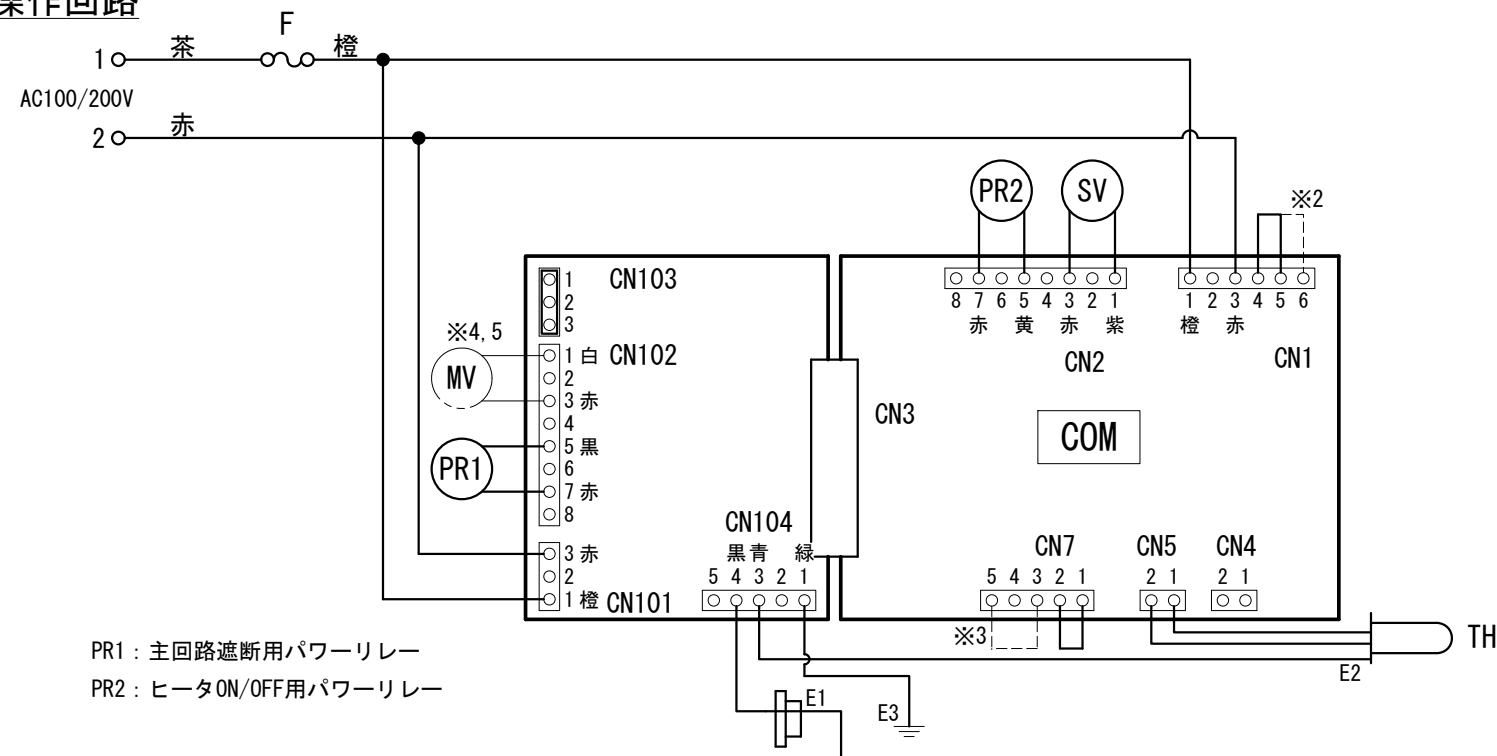 操作回路
F
1 茶 橙
AC100/200V
2 赤
PR2 SV ※2
CN103
1
2
3
8 7 6 5 4 3 2 1
赤 黄 赤 紫
1 2 3 4 5 6
橙 赤
CN2
CN1
※4,5
MV
CN102
1 白
2
3 赤
4
5 黒
6
7 赤
8
PR1
CN3
COM
3 赤
2
1 橙
CN101
CN104
黒 青 緑
5 4 3 2 1
CN7
5 4 3 2 1
CN5
2 1
CN4
2 1
※3
TH
E2
E1
E3
PR1：主回路遮断用パワーリレー
PR2：ヒータON/OFF用パワーリレー